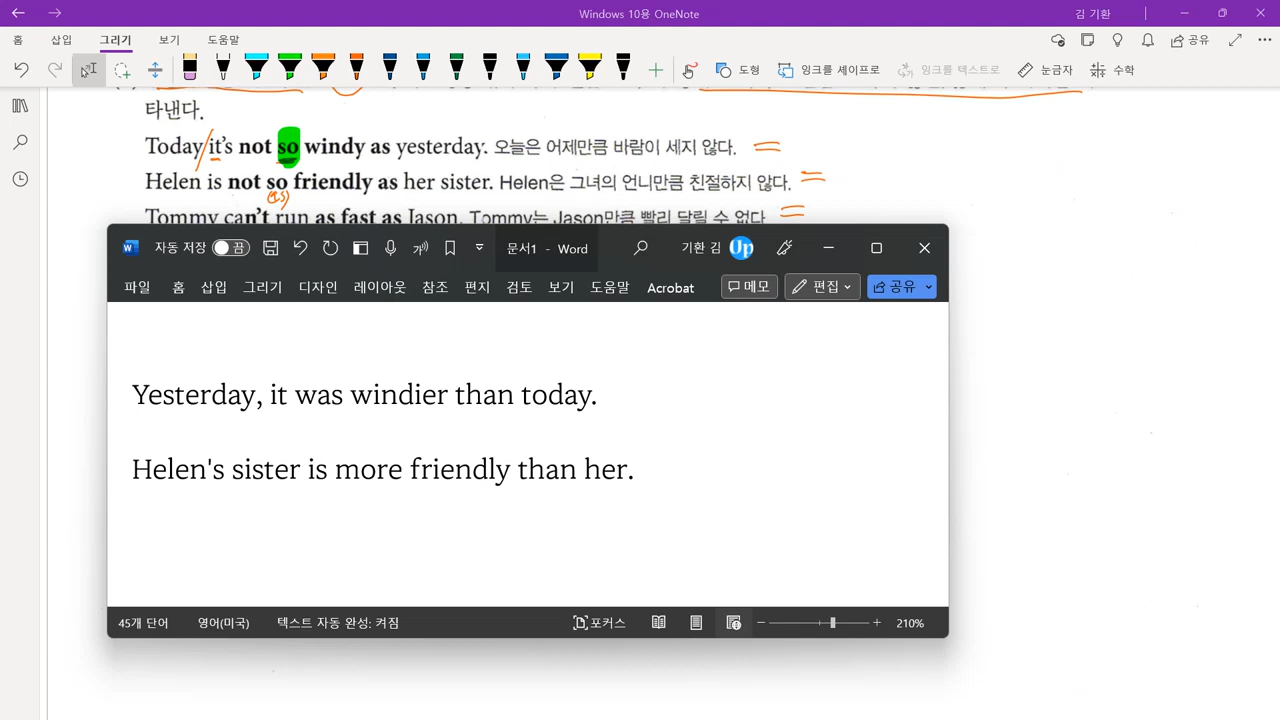 Windows 10용 OneNote
김 기환
홈 삽입 그리기 보기 도움말
공유
도형 잉크를 셰이프로 잉크를 텍스트로 눈금자 수학
타낸다.
Today/it's not so windy as yesterday. 오늘은 어제만큼 바람이 세지 않다.
Helen is not so friendly as her sister. Helen은 그녀의 언니만큼 친절하지 않다.
(as)
Tommy can't run as fast as Jason. Tommy는 Jason만큼 빨리 달릴 수 없다
자동 저장 끔 문서1 - Word 기환 김 Up
파일 홈 삽입 그리기 디자인 레이아웃 참조 편지 검토 보기 도움말 Acrobat 메모 편집 공유
Yesterday, it was windier than today.
Helen's sister is more friendly than her.
45개 단어 영어(미국) 텍스트 자동 완성: 켜짐 포커스 210%